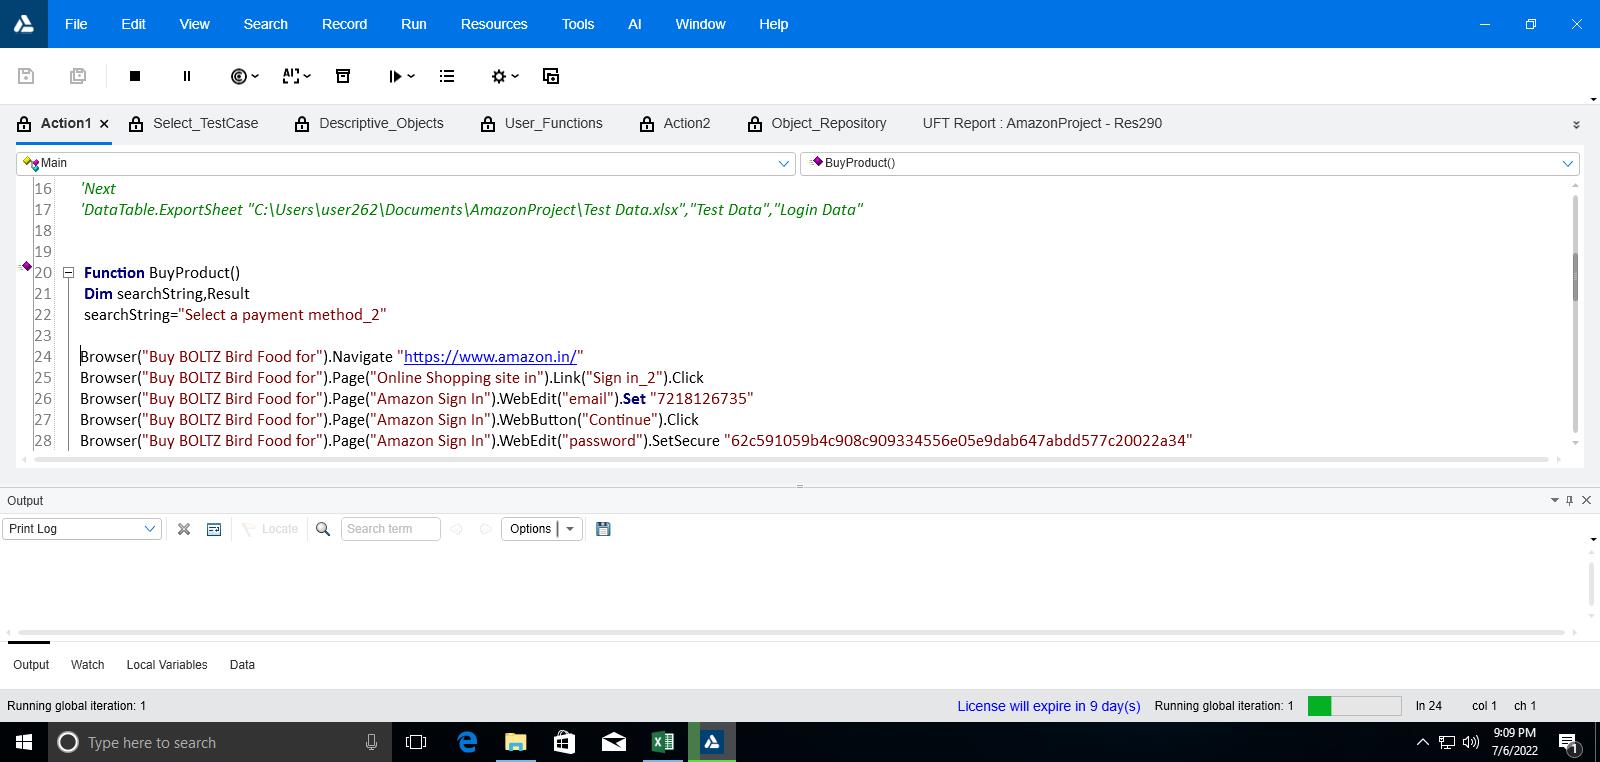 File Edit View Search Record Run Resources Tools AI Window Help
Action1 Select_TestCase Descriptive_Objects User_Functions Action2 Object_Repository UFT Report : AmazonProject - Res290
Main BuyProduct()
16 'Next
17 'DataTable.ExportSheet "C:\Users\user262\Documents\AmazonProject\Test Data.xlsx","Test Data","Login Data"
18
19
20 Function BuyProduct()
21 Dim searchString,Result
22 searchString="Select a payment method_2"
23
24 Browser("Buy BOLTZ Bird Food for").Navigate "https://www.amazon.in/"
25 Browser("Buy BOLTZ Bird Food for").Page("Online Shopping site in").Link("Sign in_2").Click
26 Browser("Buy BOLTZ Bird Food for").Page("Amazon Sign In").WebEdit("email").Set "7218126735"
27 Browser("Buy BOLTZ Bird Food for").Page("Amazon Sign In").WebButton("Continue").Click
28 Browser("Buy BOLTZ Bird Food for").Page("Amazon Sign In").WebEdit("password").SetSecure "62c591059b4c908c909334556e05e9dab647abdd577c20022a34"
Output
Print Log Locate Search term Options
Output Watch Local Variables Data
Running global iteration: 1 License will expire in 9 day(s) Running global iteration: 1 ln 24 col 1 ch 1
Type here to search
9:09 PM
7/6/2022
1